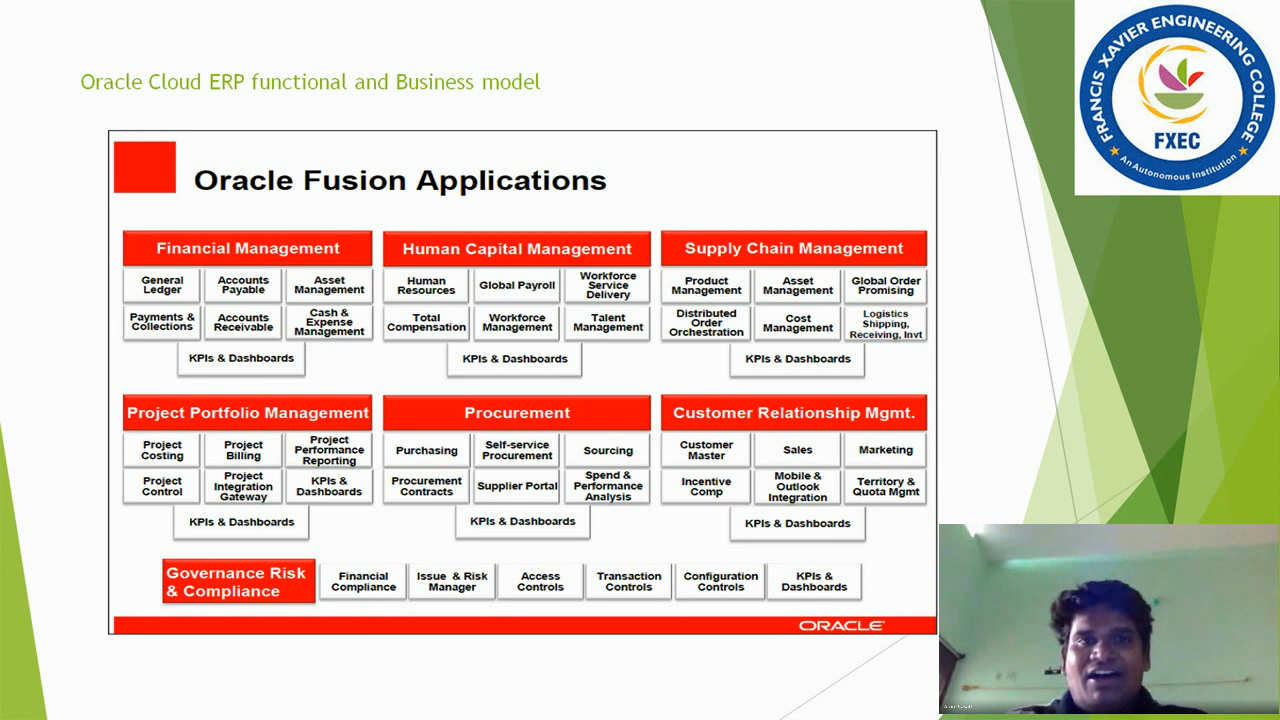 Oracle Cloud ERP functional and Business model
FRANCIS XAVIER ENGINEERING COLLEGE
FXEC
An Autonomous Institution
Oracle Fusion Applications
Financial Management
General
Ledger
Accounts
Payable
Asset
Management
Payments &
Collections
Accounts
Receivable
Cash &
Expense
Management
KPIs & Dashboards
Human Capital Management
Human
Resources
Global Payroll
Workforce
Service
Delivery
Total
Compensation
Workforce
Management
Talent
Management
KPIs & Dashboards
Supply Chain Management
Product
Management
Asset
Management
Global Order
Promising
Distributed
Order
Orchestration
Cost
Management
Logistics
Shipping,
Receiving, Invt
KPIs & Dashboards
Project Portfolio Management
Project
Costing
Project
Billing
Project
Performance
Reporting
Project
Control
Project
Integration
Gateway
KPIs &
Dashboards
KPIs & Dashboards
Procurement
Purchasing
Self-service
Procurement
Sourcing
Procurement
Contracts
Supplier Portal
Spend &
Performance
Analysis
KPIs & Dashboards
Customer Relationship Mgmt.
Customer
Master
Sales
Marketing
Incentive
Comp
Mobile &
Outlook
Integration
Territory &
Quota Mgmt
KPIs & Dashboards
Governance Risk
& Compliance
Financial
Compliance
Issue & Risk
Manager
Access
Controls
Transaction
Controls
Configuration
Controls
KPIs &
Dashboards
ORACLE